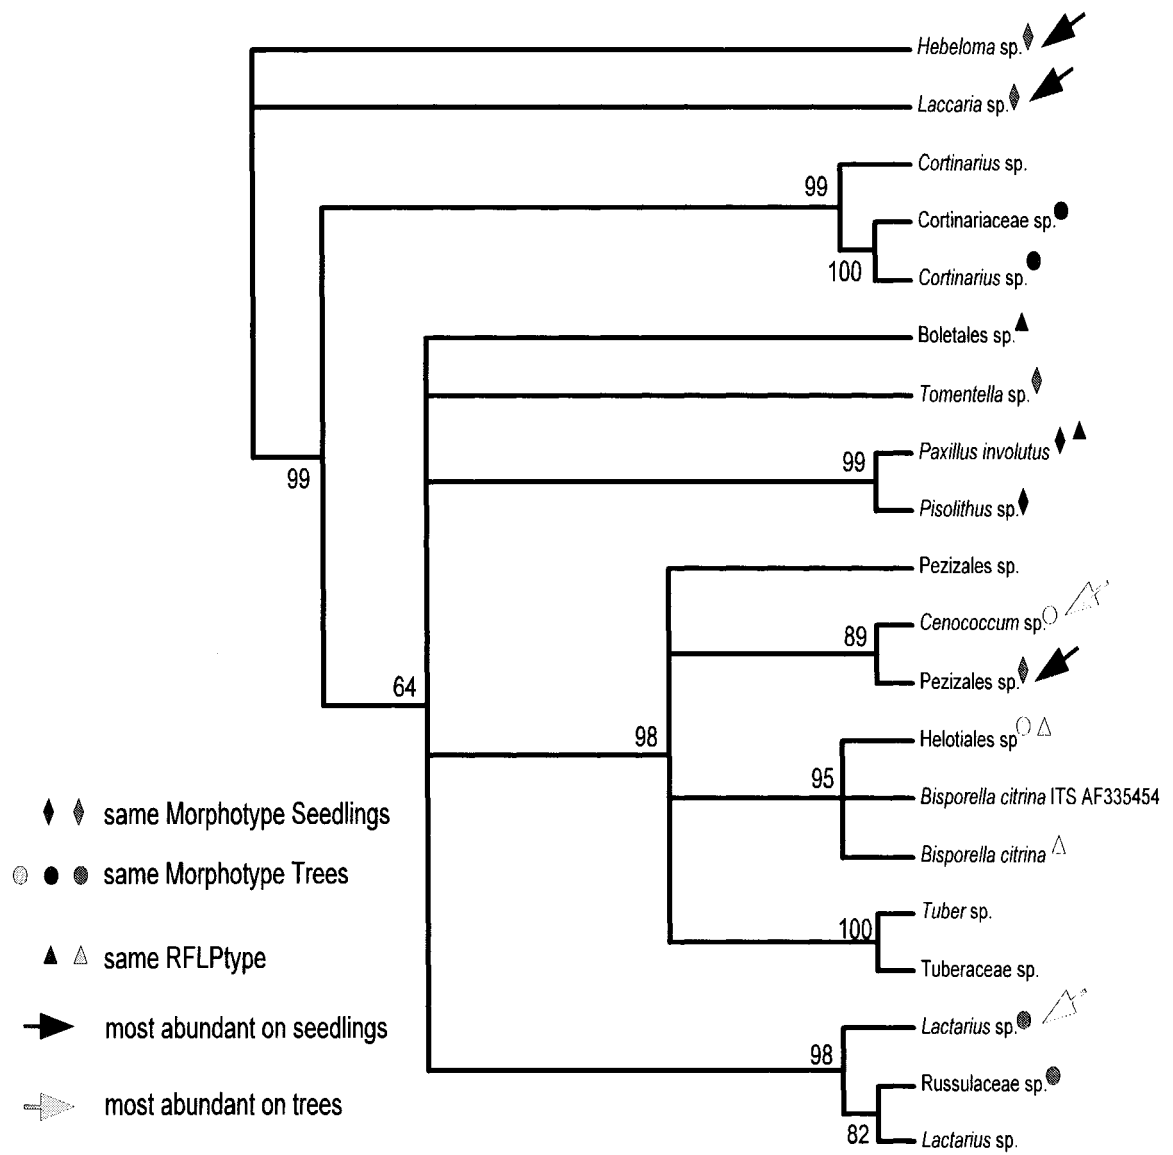 Hebeloma sp.
Laccaria sp.
Cortinarius sp.
99
Cortinariaceae sp.
100
Cortinarius sp.
Boletales sp.
Tomentella sp.
Paxillus involutus
99
Pisolithus sp.
99
Pezizales sp.
Cenococcum sp.
89
Pezizales sp.
64
98
Helotiales sp
95
Bisporella citrina ITS AF335454
Bisporella citrina
Tuber sp.
100
Tuberaceae sp.
Lactarius sp.
98
Russulaceae sp.
82
Lactarius sp.
same Morphotype Seedlings
same Morphotype Trees
same RFLPtype
most abundant on seedlings
most abundant on trees